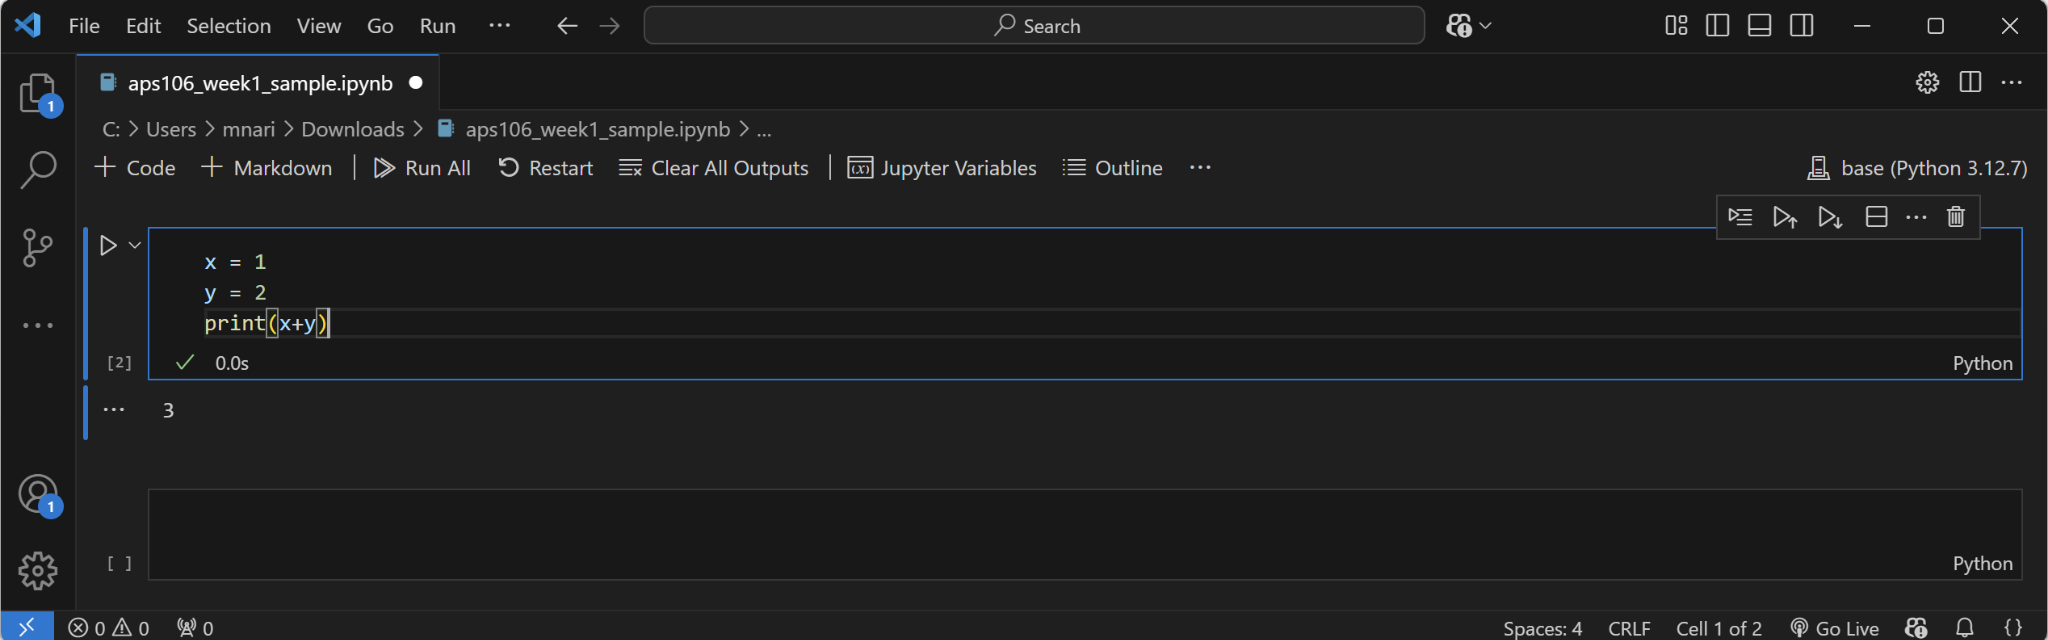 File Edit Selection View Go Run ··· Search
1
aps106_week1_sample.ipynb
C: > Users > mnari > Downloads > aps106_week1_sample.ipynb > ...
+ Code + Markdown | Run All Restart Clear All Outputs | Jupyter Variables Outline ··· base (Python 3.12.7)
x = 1
y = 2
print(x+y)
[2] ✓ 0.0s Python
··· 3
1
[ ] Python
0 0 0 Spaces: 4 CRLF Cell 1 of 2 Go Live {}